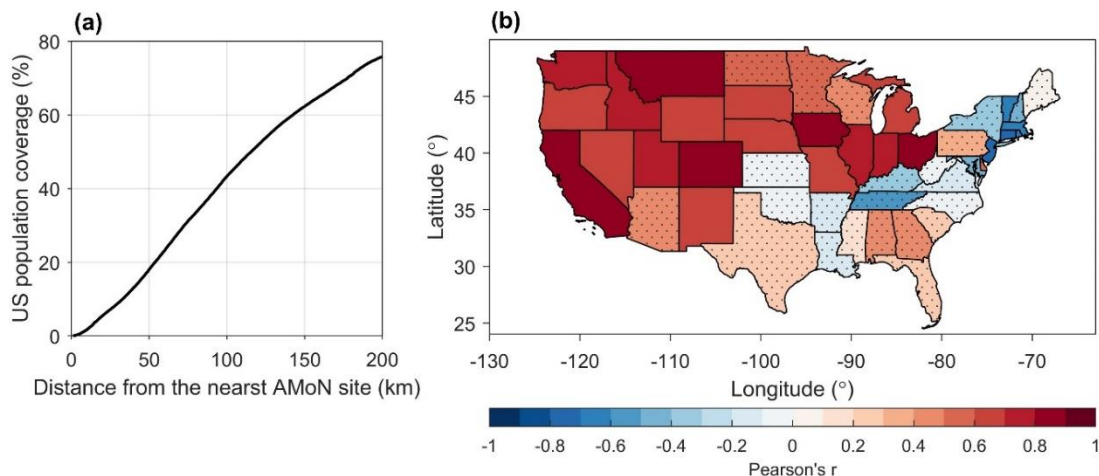 (a)
80
60
40
20
0
US population coverage (%)
0 50 100 150 200
Distance from the nearest AMoN site (km)
(b)
45
40
35
30
25
Latitude (°)
-130 -120 -110 -100 -90 -80 -70
Longitude (°)
-1 -0.8 -0.6 -0.4 -0.2 0 0.2 0.4 0.6 0.8 1
Pearson's r